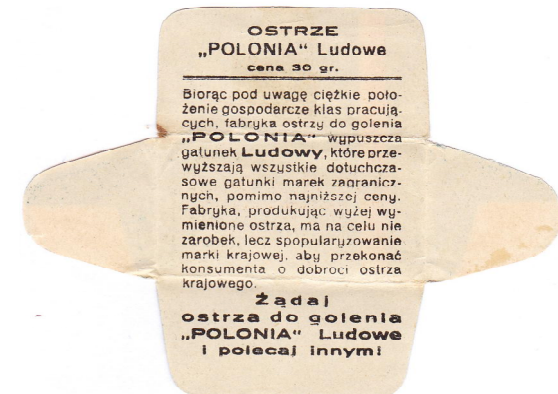 OSTRZE
„POLONIA“ Ludowe
cena 30 gr.
Biorąc pod uwagę ciężkie poło-
żenie gospodarcze klas pracują-
cych, fabryka ostrzy do golenia
„POLONIA“ wypuszcza
gatunek Ludowy, które prze-
wyższają wszystkie dotuchcza-
sowe gatunki marek zagranicz-
nych, pomimo najniższej ceny.
Fabryka, produkując wyżej wy-
mienione ostrza, ma na celu nie
zarobek, lecz spopularyzowanie
marki krajowej, aby przekonać
konsumenta o dobroci ostrza
krajowego.
Żądaj
ostrza do golenia
„POLONIA“ Ludowe
i polecaj innymi